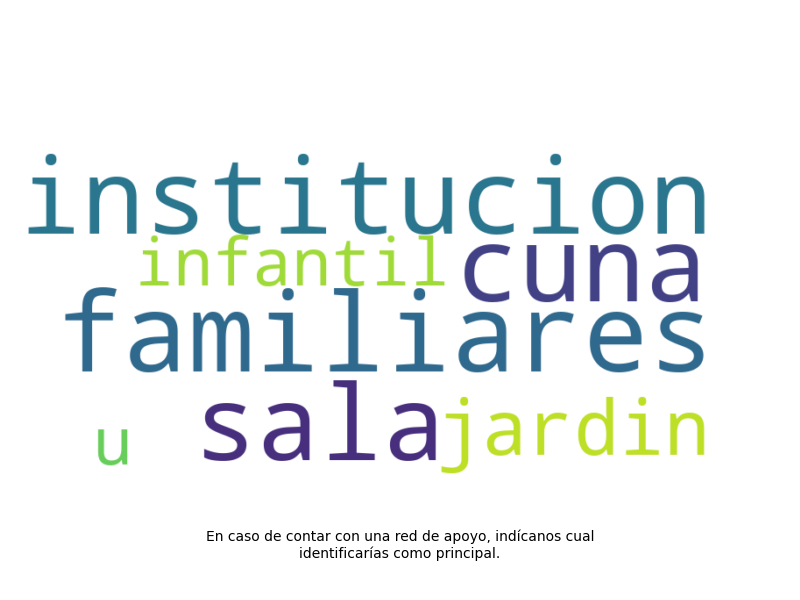 institucion
infantil cuna
familiares
u sala jardin
En caso de contar con una red de apoyo, indícanos cual
identificarías como principal.